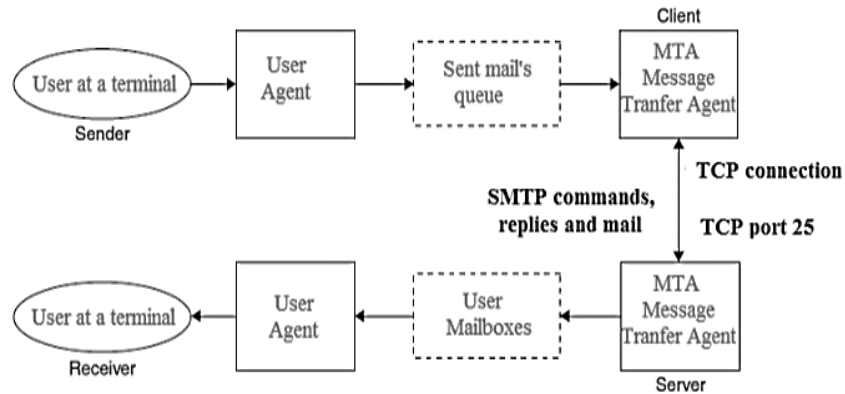 Client
User at a terminal
User
Agent
Sent mail's
queue
MTA
Message
Tranfer Agent
Sender
TCP connection
SMTP commands,
replies and mail
TCP port 25
User at a terminal
User
Agent
User
Mailboxes
MTA
Message
Tranfer Agent
Receiver
Server